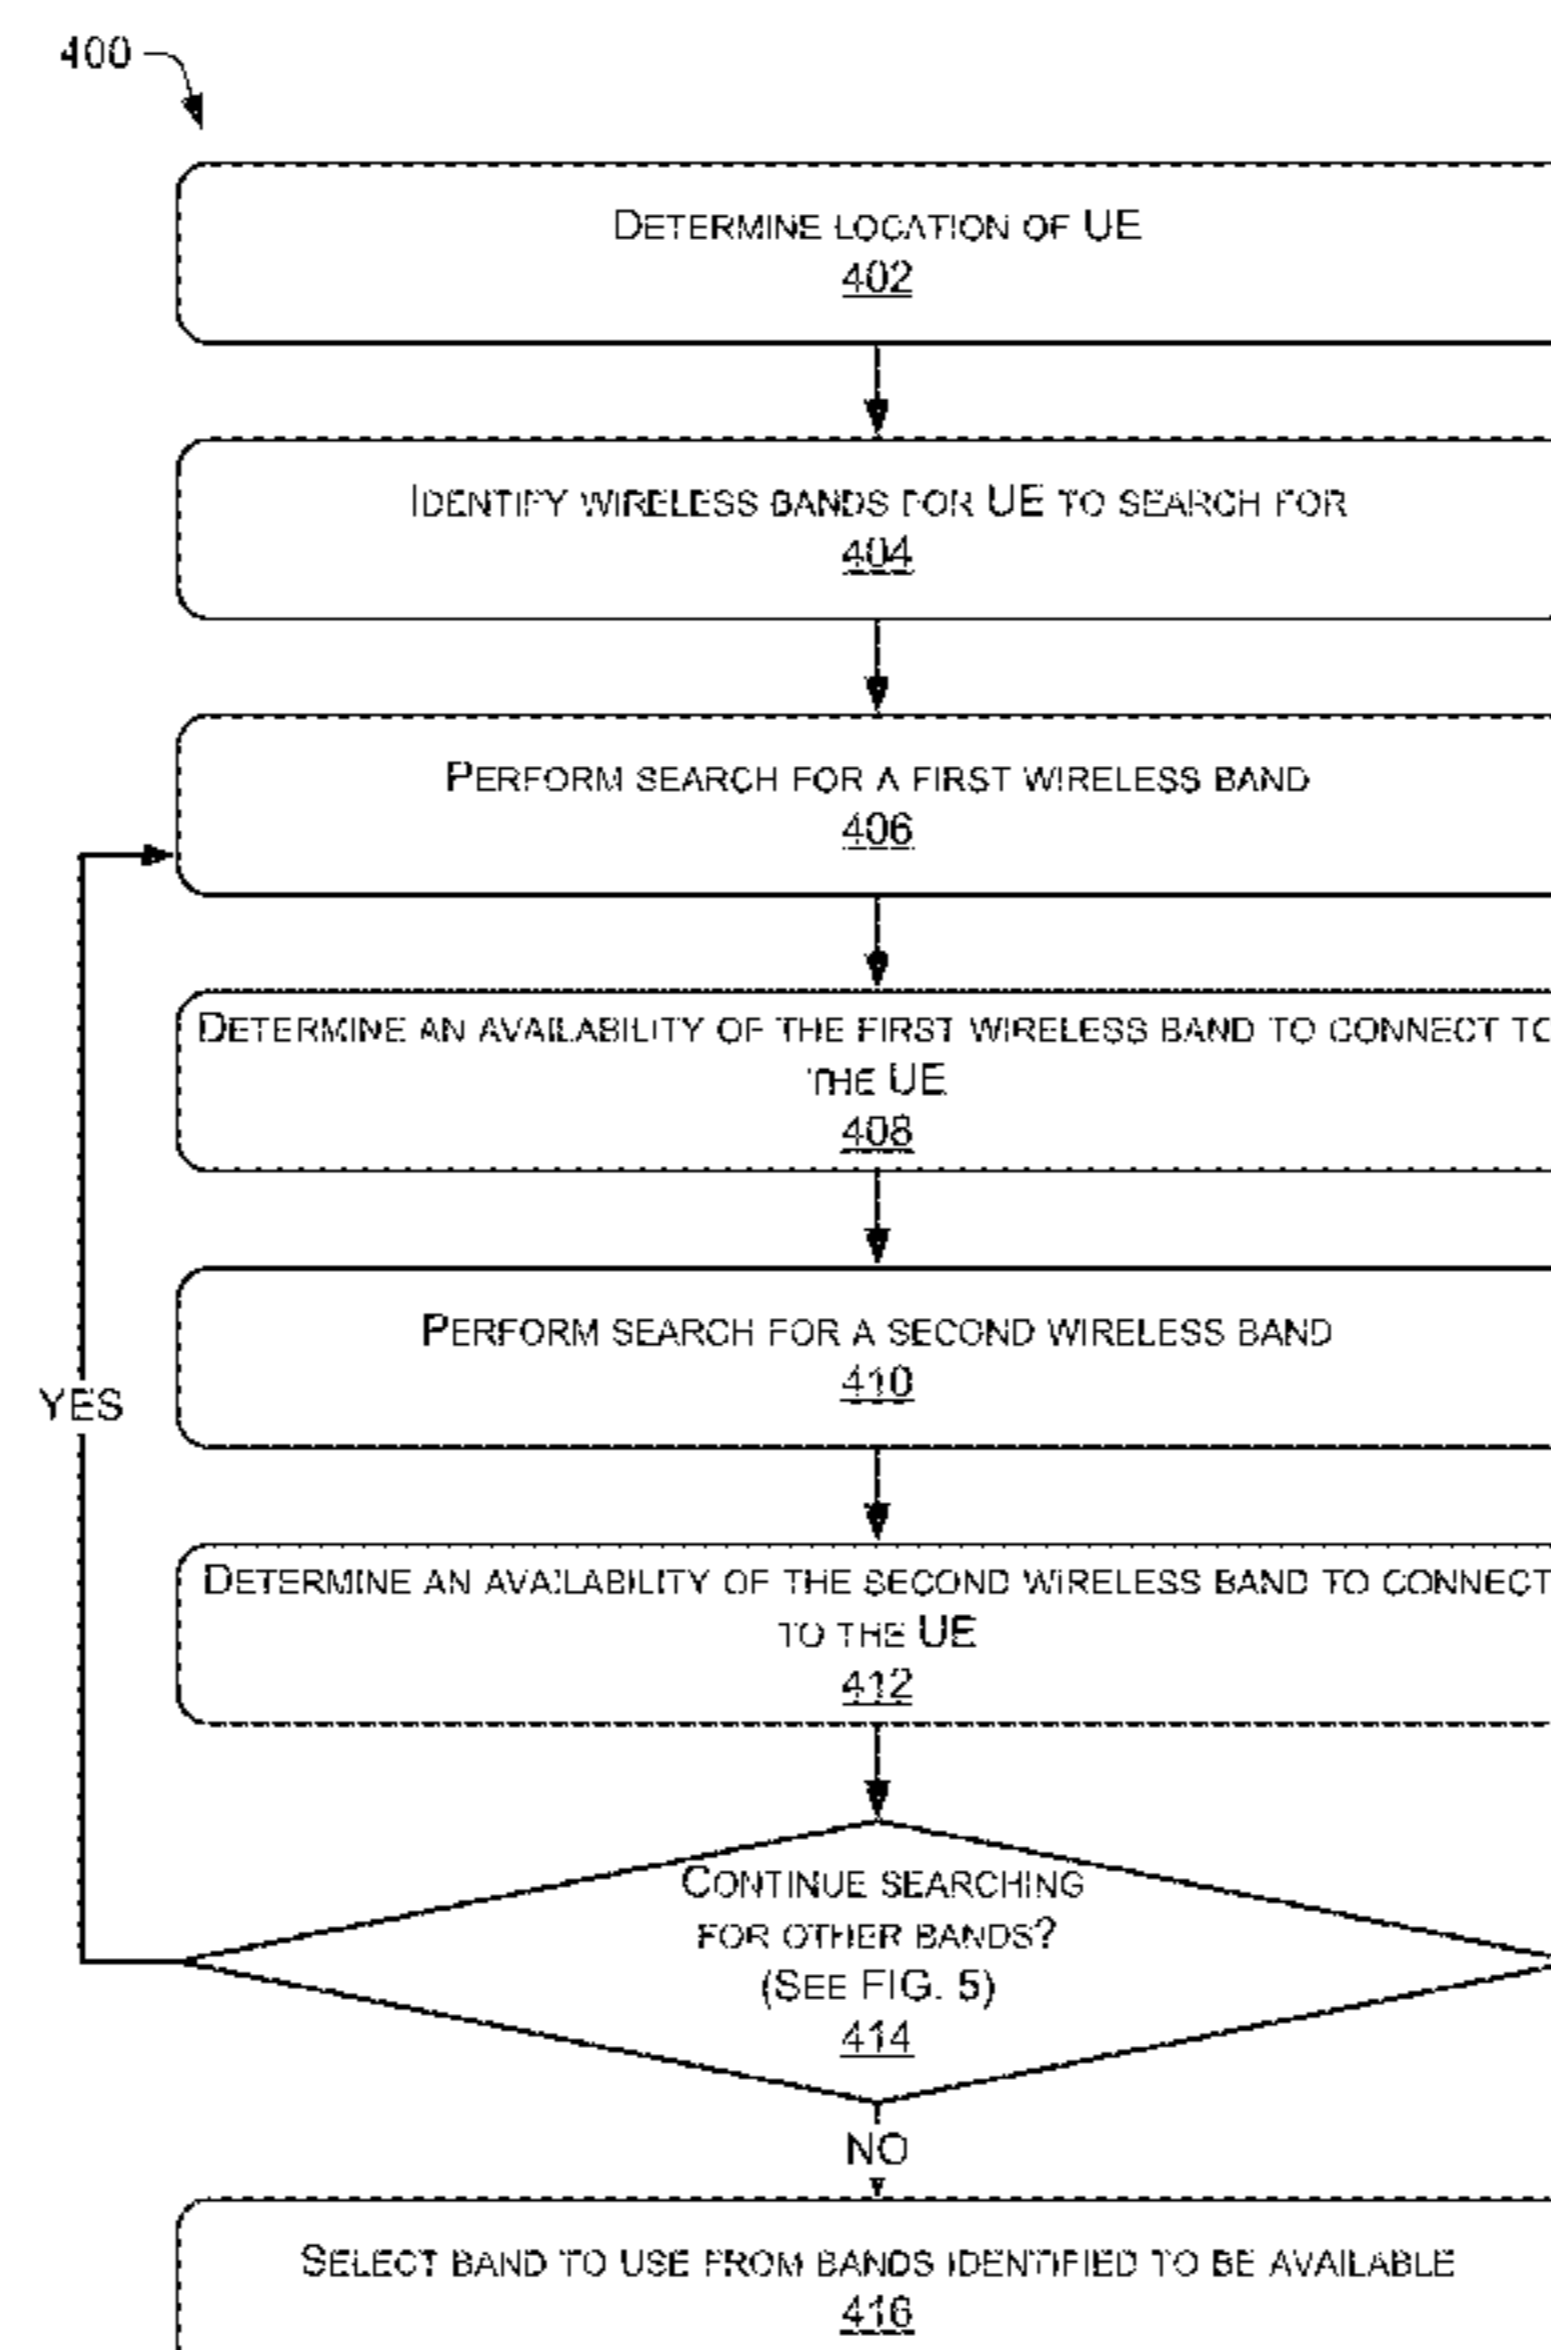 400
DETERMINE LOCATION OF UE
402
IDENTIFY WIRELESS BANDS FOR UE TO SEARCH FOR
404
PERFORM SEARCH FOR A FIRST WIRELESS BAND
406
DETERMINE AN AVAILABILITY OF THE FIRST WIRELESS BAND TO CONNECT TO
THE UE
408
PERFORM SEARCH FOR A SECOND WIRELESS BAND
410
YES
DETERMINE AN AVAILABILITY OF THE SECOND WIRELESS BAND TO CONNECT
TO THE UE
412
CONTINUE SEARCHING
FOR OTHER BANDS?
(SEE FIG. 5)
414
NO
SELECT BAND TO USE FROM BANDS IDENTIFIED TO BE AVAILABLE
416